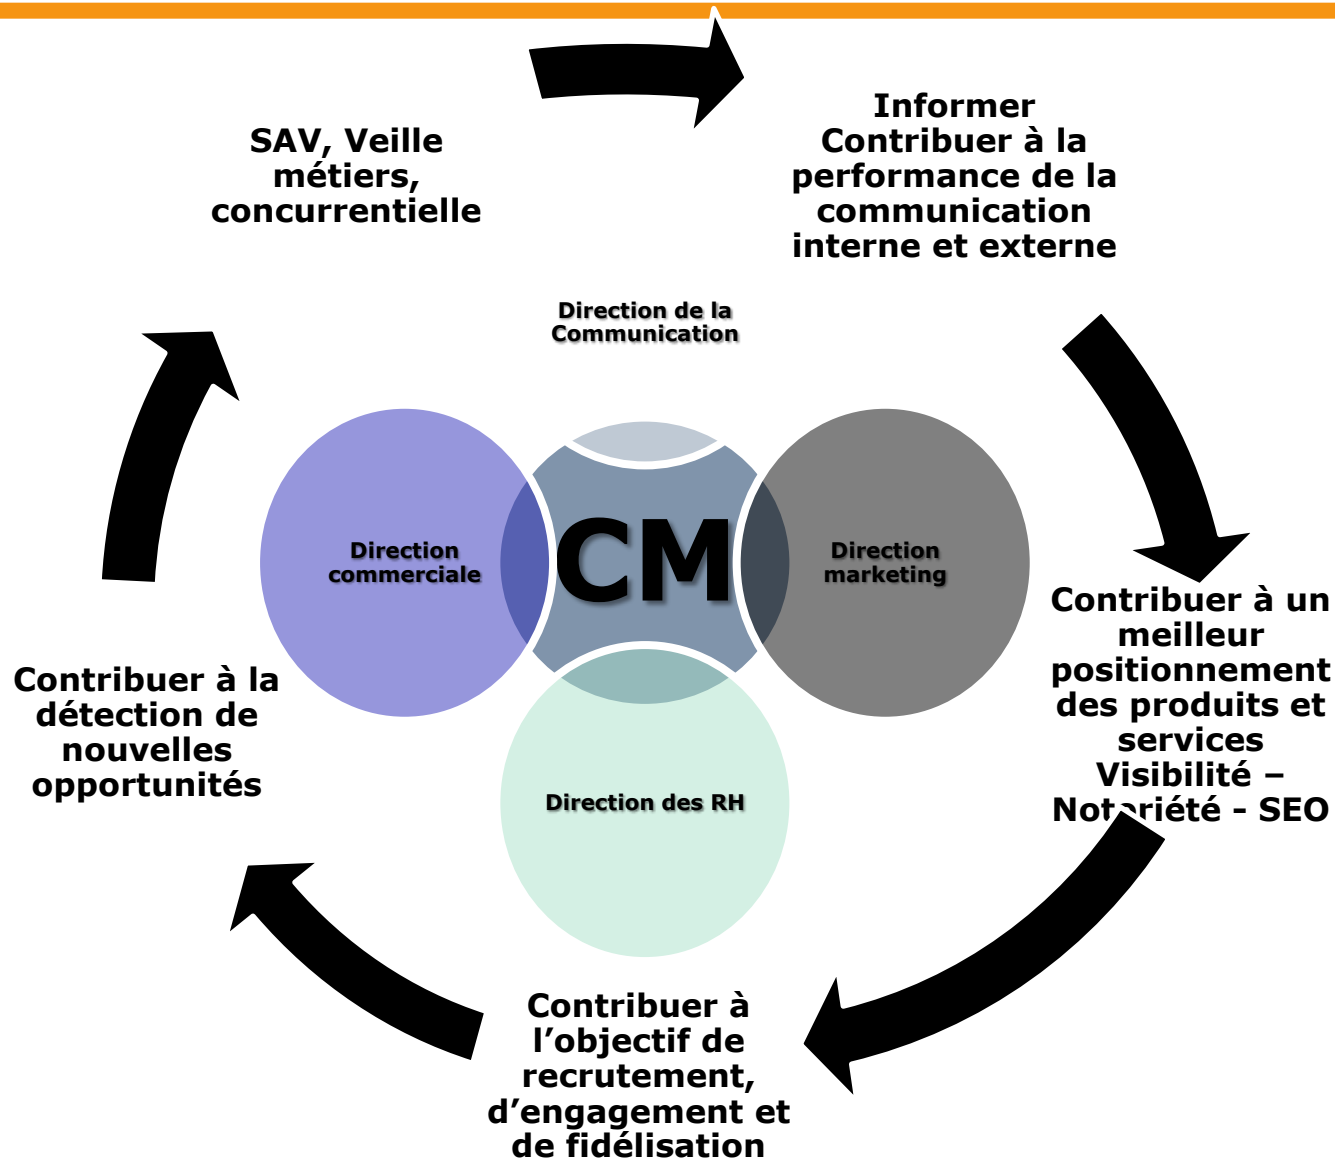 SAV, Veille
métiers,
concurrentielle
Informer
Contribuer à la
performance de la
communication
interne et externe
Direction de la
Communication
Direction
commerciale
CM
Direction
marketing
Direction des RH
Contribuer à un
meilleur
positionnement
des produits et
services
Visibilité –
Notoriété - SEO
Contribuer à la
détection de
nouvelles
opportunités
Contribuer à
l’objectif de
recrutement,
d’engagement et
de fidélisation